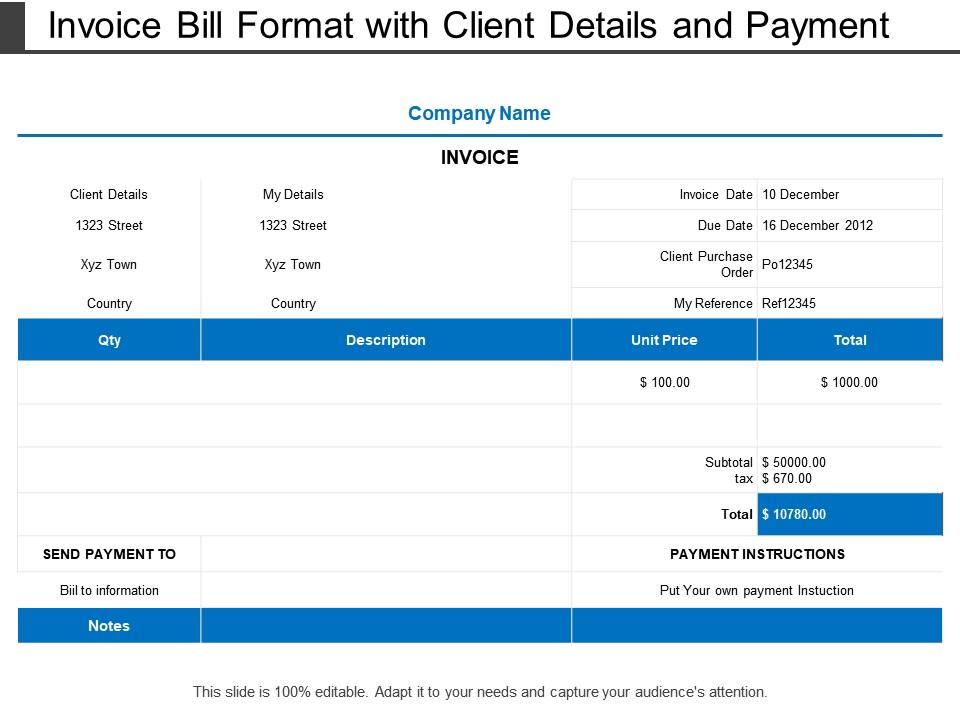 Invoice Bill Format with Client Details and Payment
Company Name
INVOICE
Client Details My Details Invoice Date 10 December
1323 Street 1323 Street Due Date 16 December 2012
Xyz Town Xyz Town Client Purchase Order Po12345
Country Country My Reference Ref12345
Qty Description Unit Price Total
$ 100.00 $ 1000.00
Subtotal $ 50000.00
tax $ 670.00
Total $ 10780.00
SEND PAYMENT TO PAYMENT INSTRUCTIONS
Biil to information Put Your own payment Instuction
Notes
This slide is 100% editable. Adapt it to your needs and capture your audience's attention.